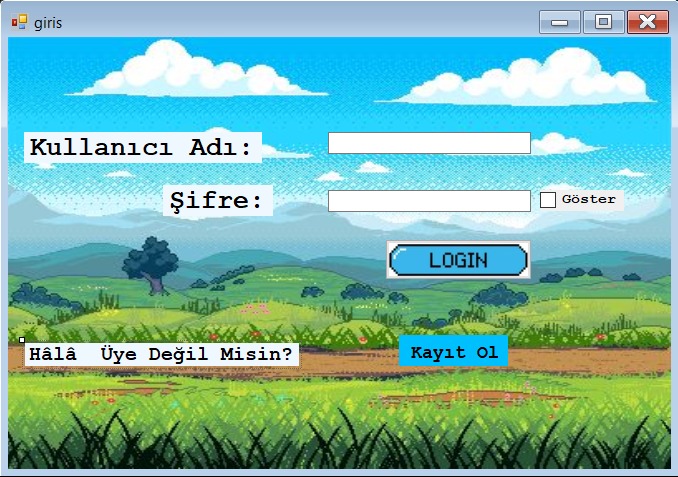 giris
Kullanıcı Adı:
Şifre:
Göster
LOGIN
Hâlâ  Üye Değil Misin?
Kayıt Ol